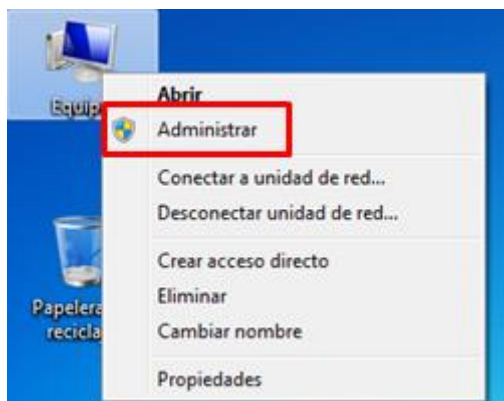 Equip
Abrir
Administrar
Conectar a unidad de red...
Desconectar unidad de red...
Crear acceso directo
Eliminar
Cambiar nombre
Propiedades
Papelera
recicla